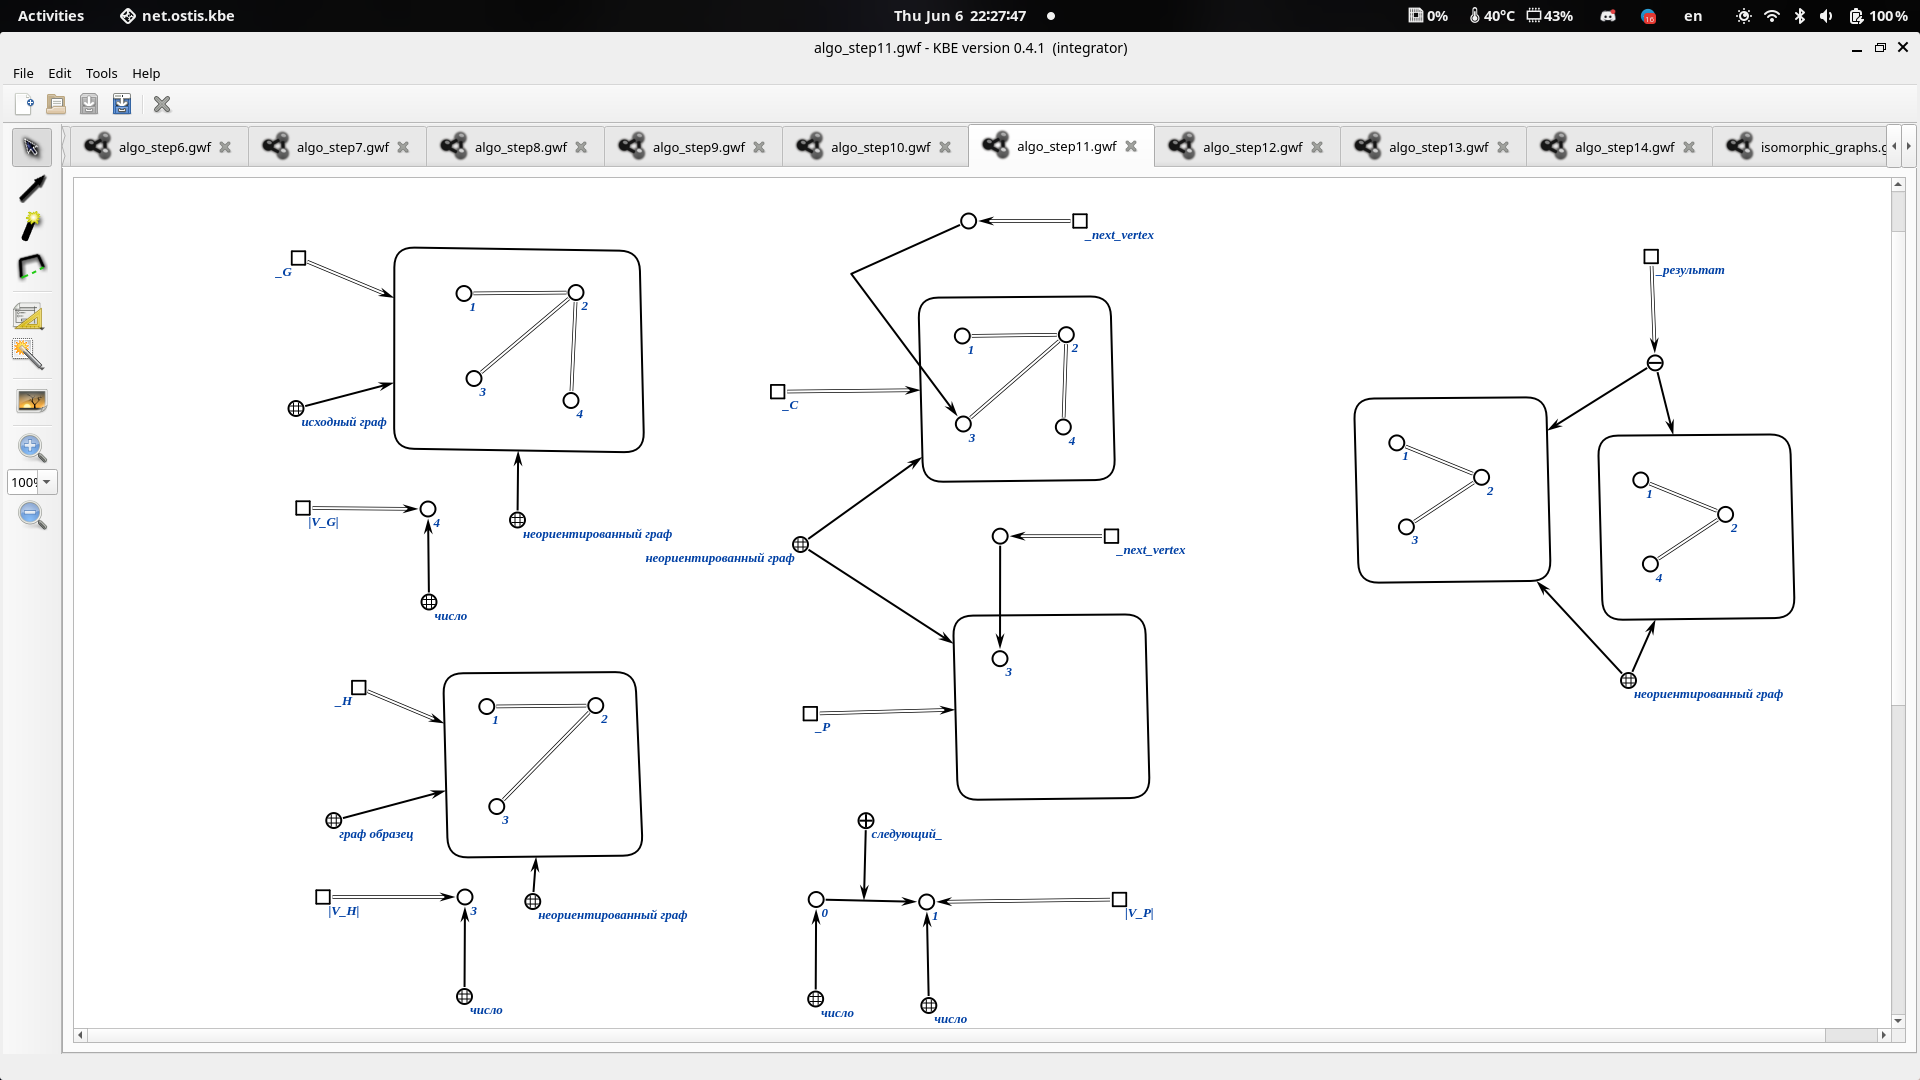 Activities
net.ostis.kbe
Thu Jun 6 22:27:47
0%
40°C
43%
16
en
100 %
algo_step11.gwf - KBE version 0.4.1 (integrator)
File Edit Tools Help
algo_step6.gwf
algo_step7.gwf
algo_step8.gwf
algo_step9.gwf
algo_step10.gwf
algo_step11.gwf
algo_step12.gwf
algo_step13.gwf
algo_step14.gwf
isomorphic_graphs.g
100%
_G
1
2
3
4
исходный граф
неориентированный граф
|V_G|
4
число
_H
1
2
3
граф образец
неориентированный граф
|V_H|
3
число
_next_vertex
1
2
3
4
_C
неориентированный граф
_next_vertex
3
_P
следующий_
0
1
|V_P|
число
число
_результат
1
2
3
1
2
4
неориентированный граф